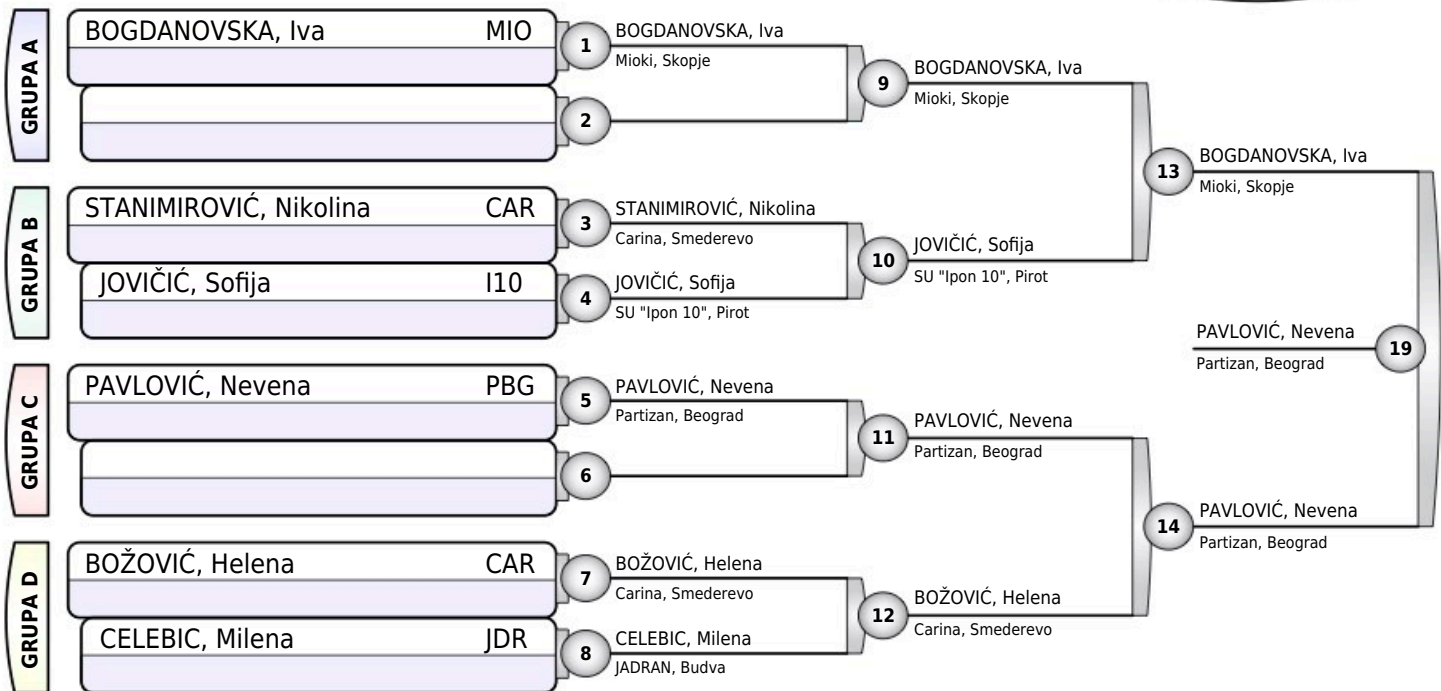 GRUPA A
BOGDANOVSKA, Iva MIO
1
BOGDANOVSKA, Iva
Mioki, Skopje
2
9
BOGDANOVSKA, Iva
Mioki, Skopje
GRUPA B
STANIMIROVIĆ, Nikolina CAR
3
STANIMIROVIĆ, Nikolina
Carina, Smederevo
JOVIČIĆ, Sofija I10
4
JOVIČIĆ, Sofija
SU "Ipon 10", Pirot
10
JOVIČIĆ, Sofija
SU "Ipon 10", Pirot
13
BOGDANOVSKA, Iva
Mioki, Skopje
GRUPA C
PAVLOVIĆ, Nevena PBG
5
PAVLOVIĆ, Nevena
Partizan, Beograd
6
11
PAVLOVIĆ, Nevena
Partizan, Beograd
GRUPA D
BOŽOVIĆ, Helena CAR
7
BOŽOVIĆ, Helena
Carina, Smederevo
CELEBIC, Milena JDR
8
CELEBIC, Milena
JADRAN, Budva
12
BOŽOVIĆ, Helena
Carina, Smederevo
14
PAVLOVIĆ, Nevena
Partizan, Beograd
PAVLOVIĆ, Nevena
Partizan, Beograd
19